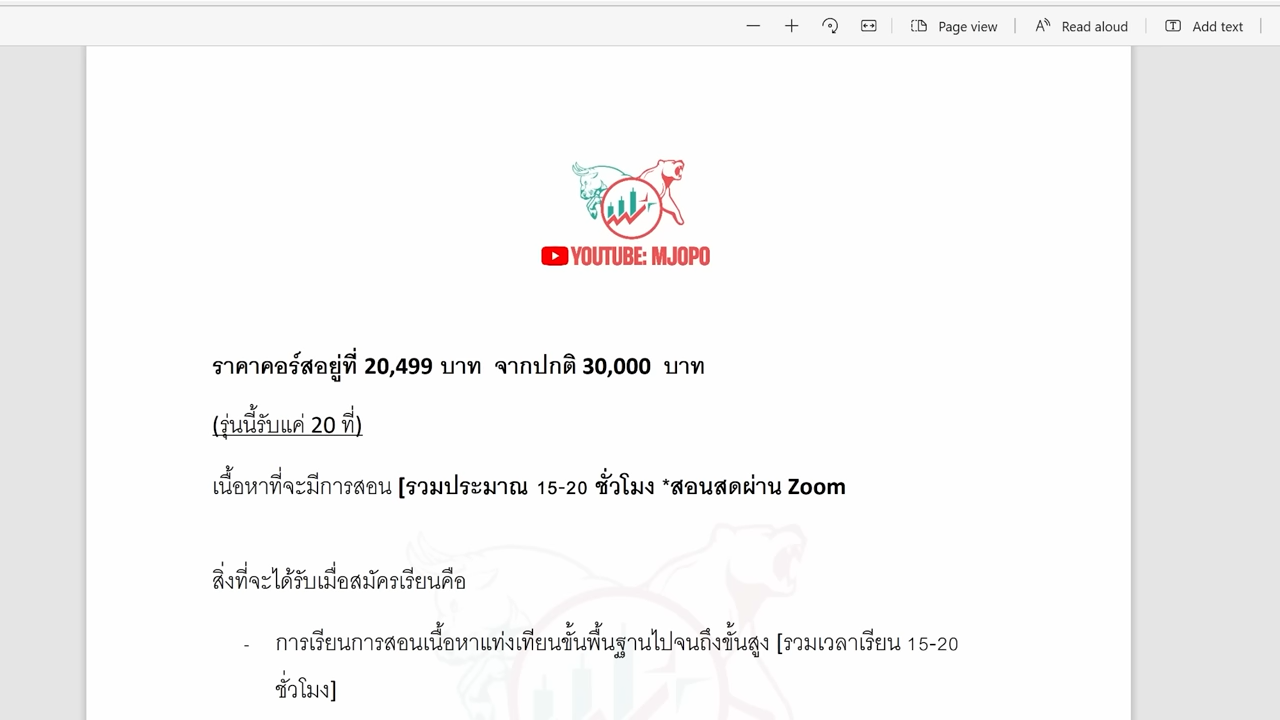 Page view
Read aloud
Add text
YOUTUBE: MJOPO
ราคาคอร์สอยู่ที่ 20,499 บาท จากปกติ 30,000 บาท
(รุ่นนี้รับแค่ 20 ที่)
เนื้อหาที่จะมีการสอน [รวมประมาณ 15-20 ชั่วโมง *สอนสดผ่าน Zoom
สิ่งที่จะได้รับเมื่อสมัครเรียนคือ
- การเรียนการสอนเนื้อหาแท่งเทียนขั้นพื้นฐานไปจนถึงขั้นสูง [รวมเวลาเรียน 15-20
ชั่วโมง]